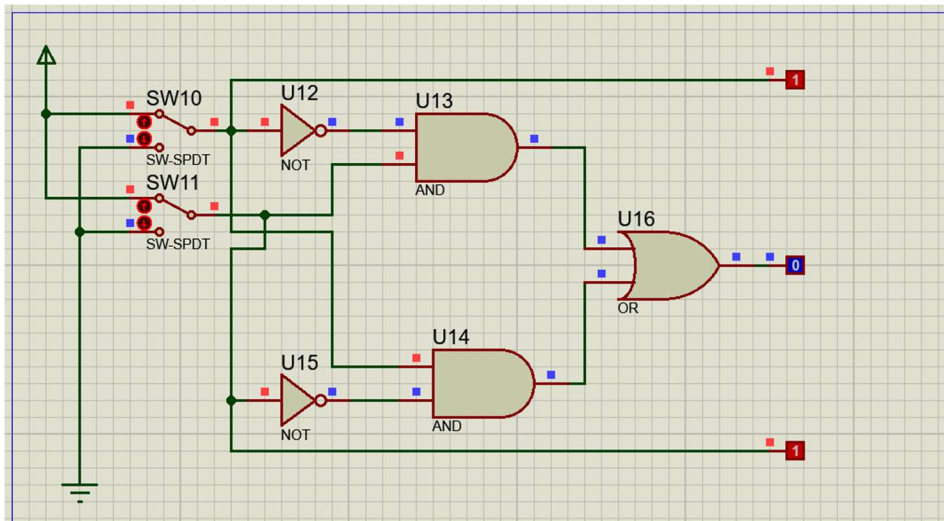 SW10
U12
U13
1
NOT
AND
SW-SPDT
SW11
SW-SPDT
U16
0
OR
U14
U15
NOT
AND
1